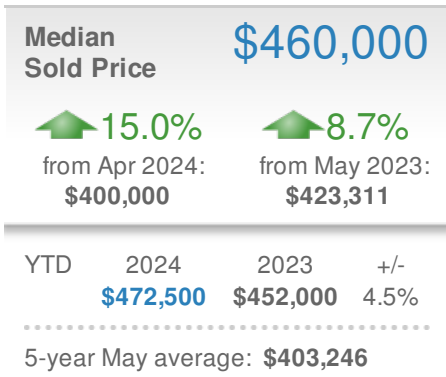 Median $460,000
Sold Price
15.0% 8.7%
from Apr 2024: from May 2023:
$400,000 $423,311
YTD 2024 2023 +/-
$472,500 $452,000 4.5%
5-year May average: $403,246